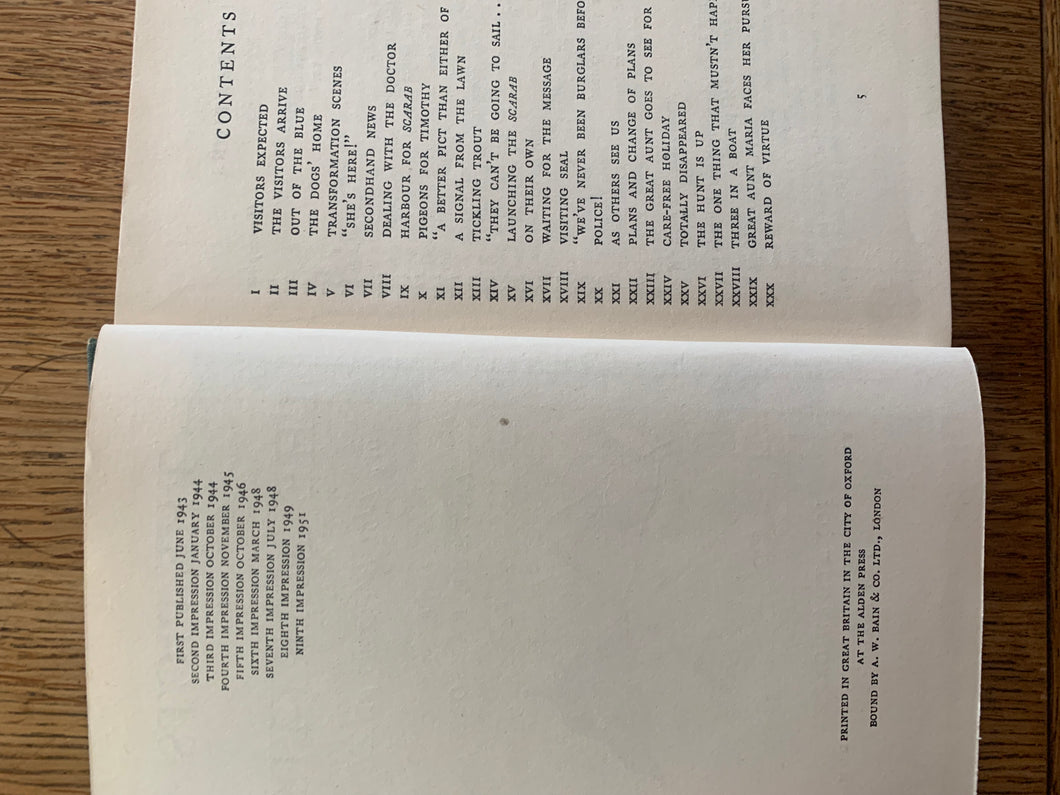 FIRST PUBLISHED JUNE 1943
SECOND IMPRESSION JANUARY 1944
THIRD IMPRESSION OCTOBER 1944
FOURTH IMPRESSION NOVEMBER 1945
FIFTH IMPRESSION OCTOBER 1946
SIXTH IMPRESSION MARCH 1948
SEVENTH IMPRESSION JULY 1948
EIGHTH IMPRESSION 1949
NINTH IMPRESSION 1951
PRINTED IN GREAT BRITAIN IN THE CITY OF OXFORD
AT THE ALDEN PRESS
BOUND BY A. W. BAIN & CO. LTD., LONDON
CONTENTS
I VISITORS EXPECTED
II THE VISITORS ARRIVE
III OUT OF THE BLUE
IV THE DOGS' HOME
V TRANSFORMATION SCENES
VI "SHE'S HERE!"
VII SECONDHAND NEWS
VIII DEALING WITH THE DOCTOR
IX HARBOUR FOR SCARAB
X PIGEONS FOR TIMOTHY
XI "A BETTER PICT THAN EITHER OF
XII A SIGNAL FROM THE LAWN
XIII TICKLING TROUT
XIV "THEY CAN'T BE GOING TO SAIL...
XV LAUNCHING THE SCARAB
XVI ON THEIR OWN
XVII WAITING FOR THE MESSAGE
XVIII VISITING SEAL
XIX "WE'VE NEVER BEEN BURGLARS BEFO
XX POLICE!
XXI AS OTHERS SEE US
XXII PLANS AND CHANGE OF PLANS
XXIII THE GREAT AUNT GOES TO SEE FOR
XXIV CARE-FREE HOLIDAY
XXV TOTALLY DISAPPEARED
XXVI THE HUNT IS UP
XXVII THE ONE THING THAT MUSTN'T HAP
XXVIII THREE IN A BOAT
XXIX GREAT AUNT MARIA FACES HER PURSU
XXX REWARD OF VIRTUE
5